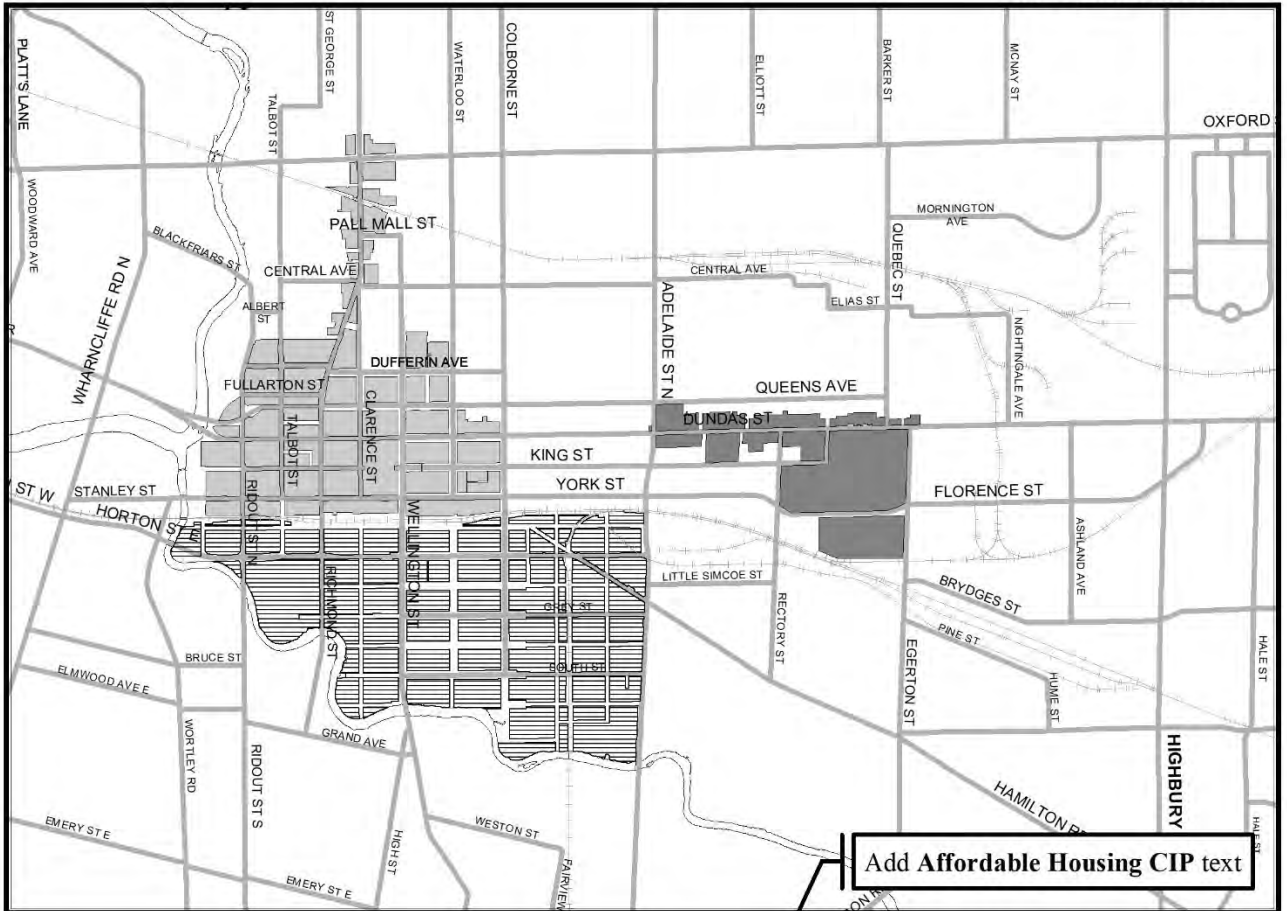 ST GEORGE ST
PLATT'S LANE
WATERLOO ST
COLBORNE ST
ELLIOTT ST
BARKER ST
MCNAY ST
TALBOT ST
OXFORD
WOODWARD AVE
BLACKFRIARS ST
PALL MALL ST
MORNINGTON
AVE
QUEBEC ST
CENTRAL AVE
CENTRAL AVE
ELIAS ST
ALBERT
ST
ADELAIDE ST N
NIGHTINGALE AVE
WHARNCLIFFE RD N
DUFFERIN AVE
FULLARTON ST
QUEENS AVE
CLARENCE ST
TALBOT ST
DUNDAS ST
KING ST
YORK ST
ST W
STANLEY ST
RIDOUT ST N
WELLINGTON ST
FLORENCE ST
HORTON ST E
ASHLAND AVE
RICHMOND ST
LITTLE SIMCOE ST
BRYDGES ST
GREY ST
RECTORY ST
PINE ST
BRUCE ST
SOUTH ST
EGERTON ST
HUME ST
HALE ST
ELMWOOD AVE E
WORTLEY RD
RIDOUT ST S
GRAND AVE
HIGHBURY
HAMILTON R
EMERY ST E
HIGH ST
WESTON ST
HALE ST
Add Affordable Housing CIP text
FAIRVIEW
EMERY ST E
ON R